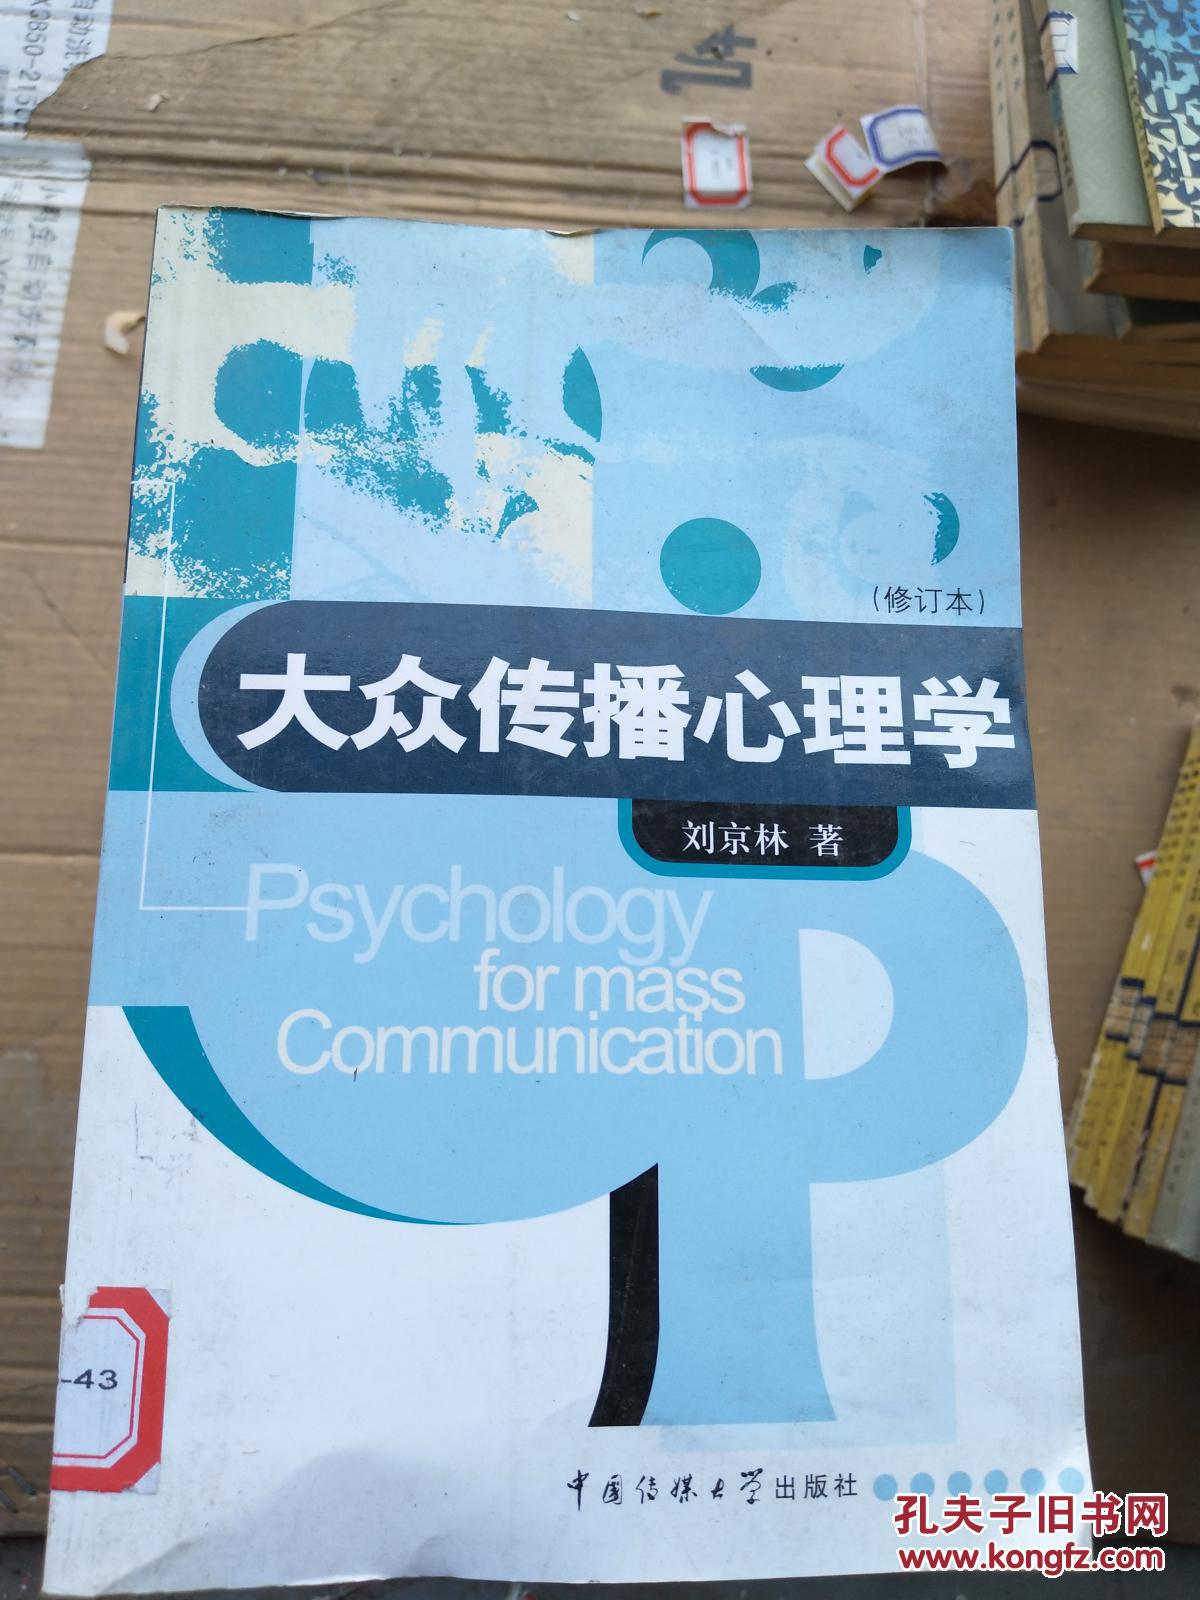 (修订本)
大众传播心理学
刘京林 著
Psychology
for mass
Communication
-43
中国传媒大学出版社
孔夫子旧书网
www.kongfz.com